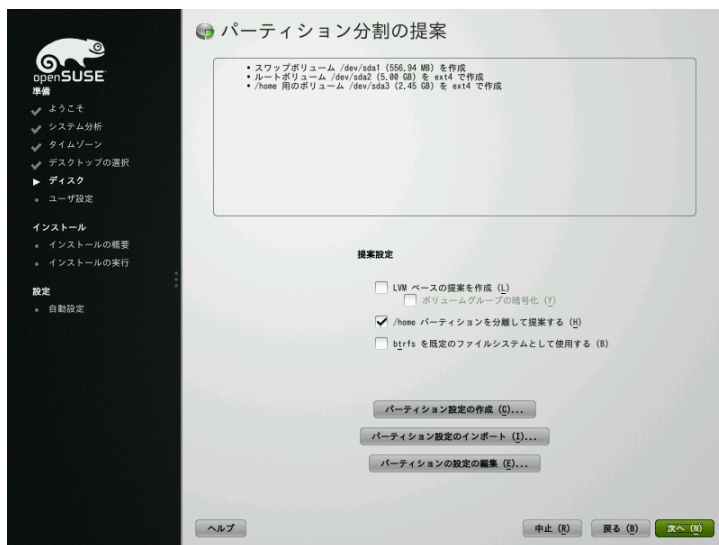 openSUSE
準備
ようこそ
システム分析
タイムゾーン
デスクトップの選択
ディスク
ユーザ設定
インストール
インストールの概要
インストールの実行
設定
自動設定
パーティション分割の提案
• スワップボリューム /dev/sda1 (556.94 MB) を作成
• ルートボリューム /dev/sda2 (5.00 GB) を ext4 で作成
• /home 用のボリューム /dev/sda3 (2.45 GB) を ext4 で作成
提案設定
LVM ベースの提案を作成 (L)
ボリュームグループの暗号化 (Y)
/home パーティションを分離して提案する (H)
btrfs を既定のファイルシステムとして使用する (B)
パーティション設定の作成 (C)...
パーティション設定のインポート (I)...
パーティションの設定の編集 (E)...
ヘルプ
中止 (R)
戻る (B)
次へ (N)